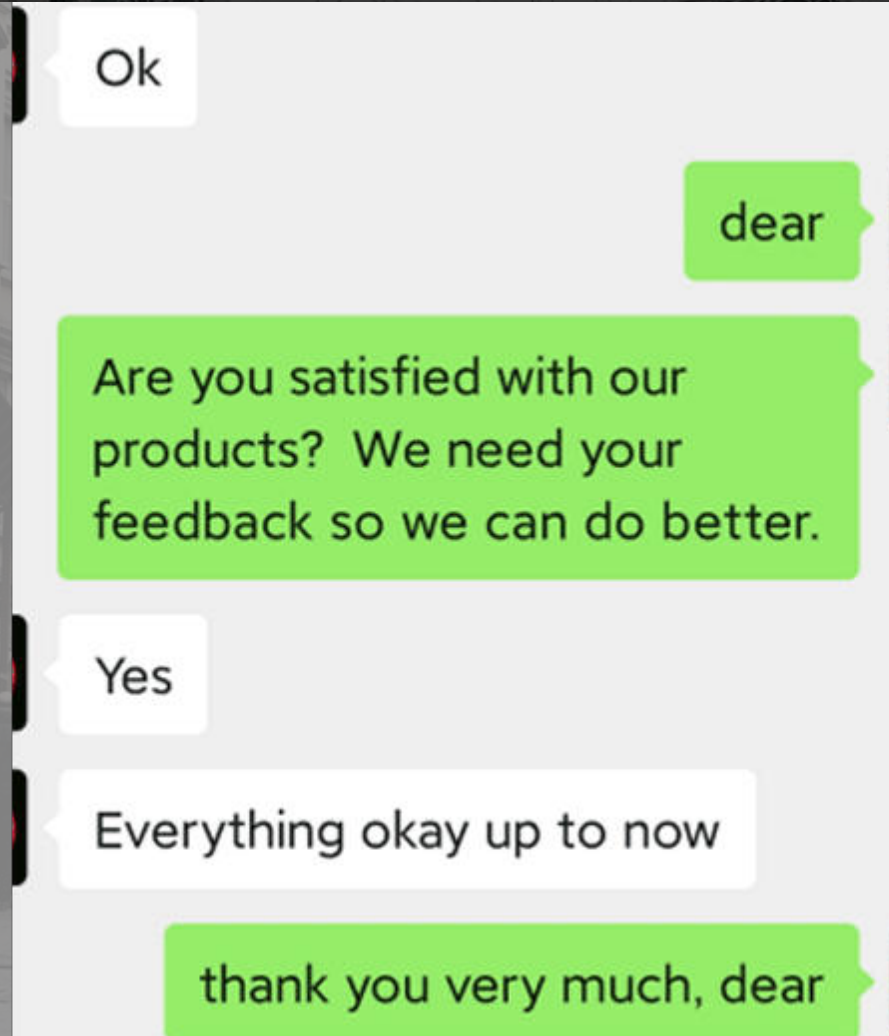 Ok
dear
Are you satisfied with our
products?  We need your
feedback so we can do better.
Yes
Everything okay up to now
thank you very much, dear